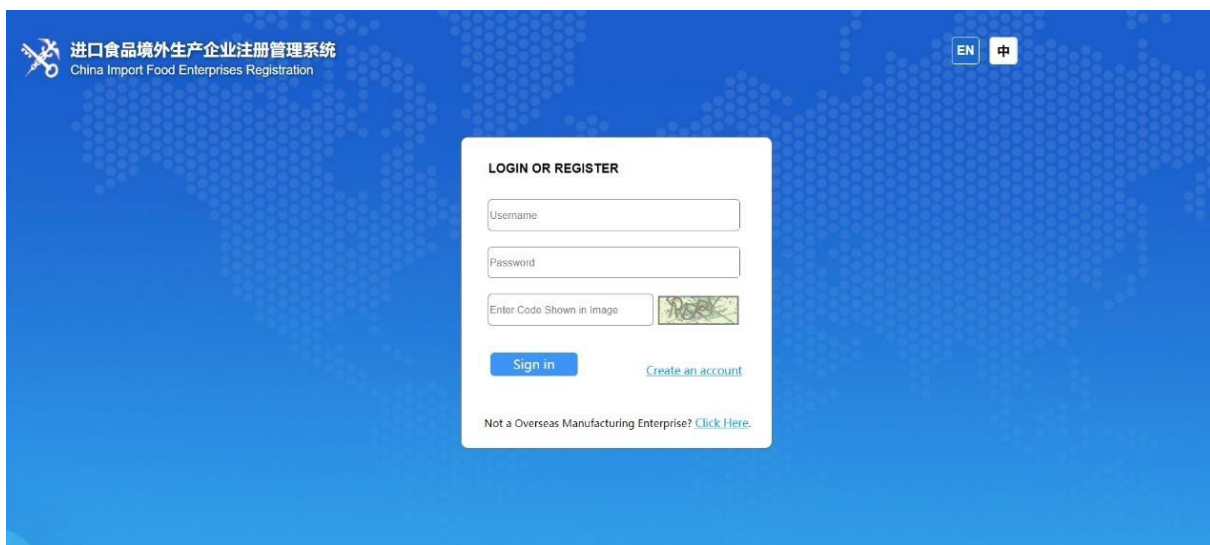 进口食品境外生产企业注册管理系统
China Import Food Enterprises Registration
EN 中
LOGIN OR REGISTER
Username
Password
Enter Code Shown in Image
Sign in
Create an account
Not a Overseas Manufacturing Enterprise? Click Here.